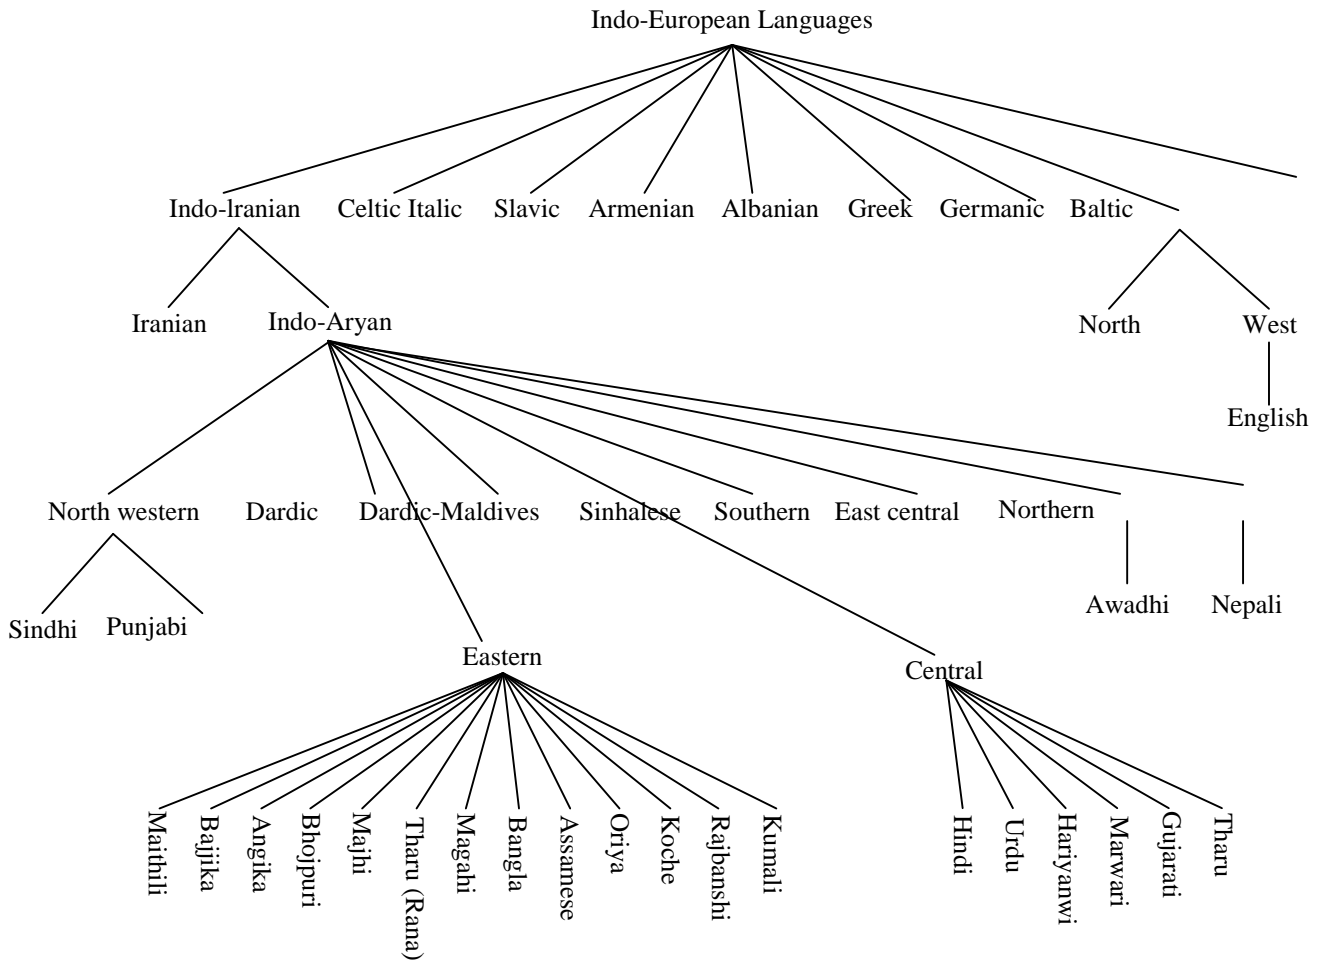 Indo-European Languages
Indo-Iranian Celtic Italic Slavic Armenian Albanian Greek Germanic Baltic
Iranian Indo-Aryan North West
English
North western Dardic Dardic-Maldives Sinhalese Southern East central Northern
Awadhi Nepali
Sindhi Punjabi
Eastern Central
Maithili
Bajjika
Angika
Bhojpuri
Majhi
Tharu (Rana)
Magahi
Bangla
Assamese
Oriya
Koche
Rajbanshi
Kumali
Hindi
Urdu
Hariyanwi
Marwari
Gujarati
Tharu